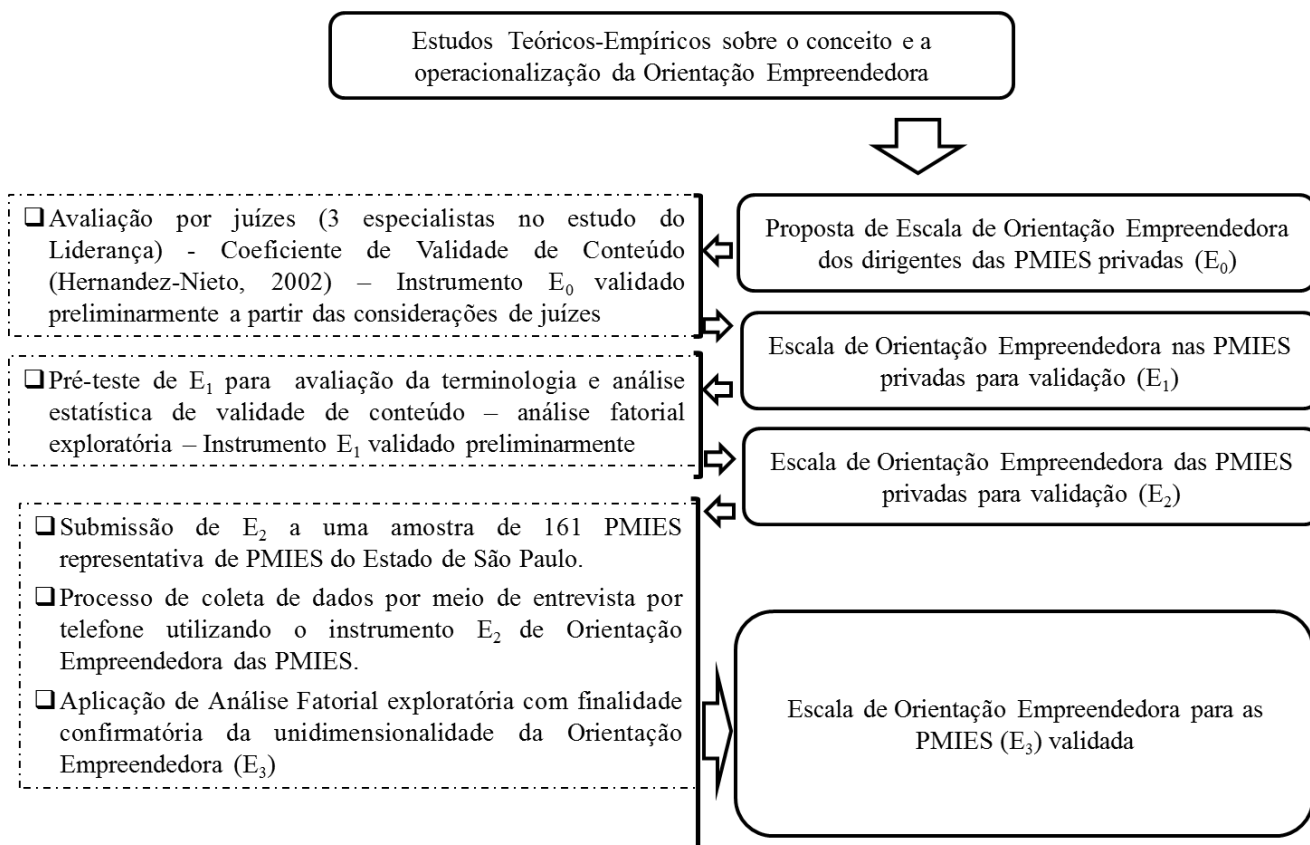 Estudos Teóricos-Empíricos sobre o conceito e a
operacionalização da Orientação Empreendedora
❑Avaliação por juízes (3 especialistas no estudo do
Liderança) - Coeficiente de Validade de Conteúdo
(Hernandez-Nieto, 2002) – Instrumento E₀ validado
preliminarmente a partir das considerações de juízes
Proposta de Escala de Orientação Empreendedora
dos dirigentes das PMIES privadas (E₀)
Escala de Orientação Empreendedora nas PMIES
privadas para validação (E₁)
❑Pré-teste de E₁ para avaliação da terminologia e análise
estatística de validade de conteúdo – análise fatorial
exploratória – Instrumento E₁ validado preliminarmente
Escala de Orientação Empreendedora das PMIES
privadas para validação (E₂)
❑Submissão de E₂ a uma amostra de 161 PMIES
representativa de PMIES do Estado de São Paulo.
❑Processo de coleta de dados por meio de entrevista por
telefone utilizando o instrumento E₂ de Orientação
Empreendedora das PMIES.
❑Aplicação de Análise Fatorial exploratória com finalidade
confirmatória da unidimensionalidade da Orientação
Empreendedora (E₃)
Escala de Orientação Empreendedora para as
PMIES (E₃) validada